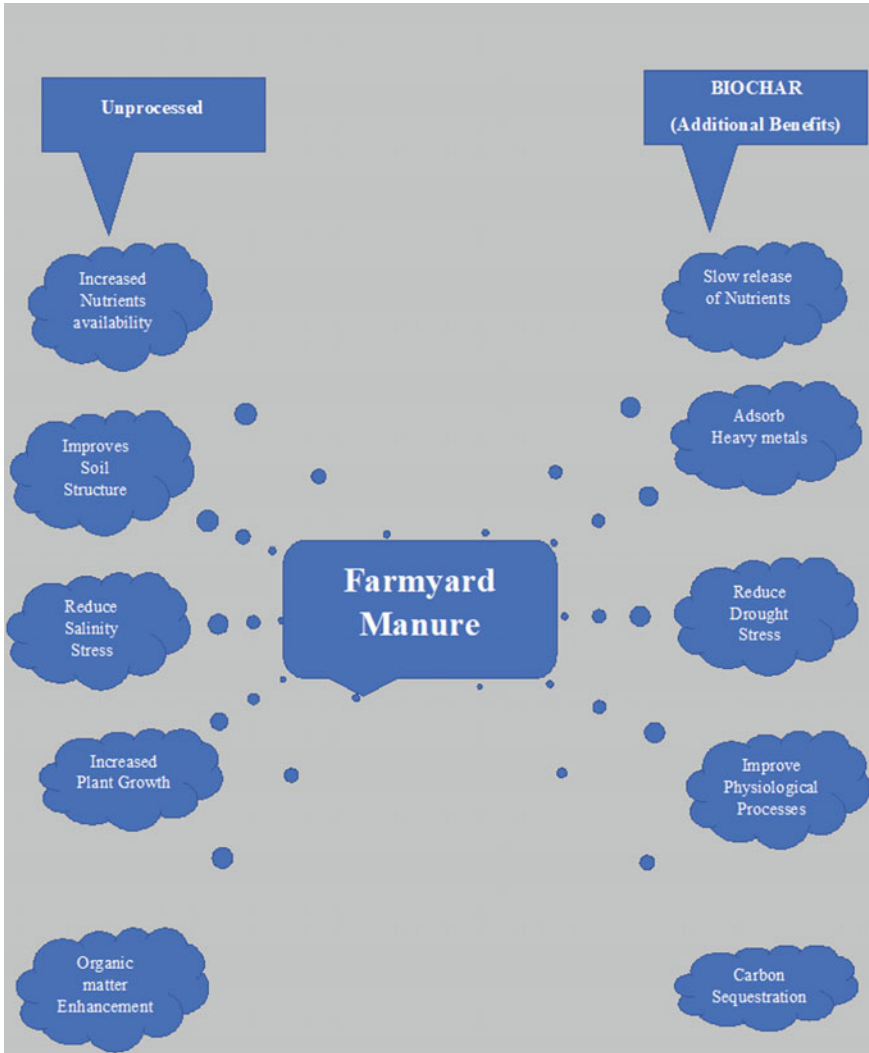 Unprocessed
BIOCHAR
(Additional Benefits)
Increased
Nutrients
availability
Slow release
of Nutrients
Improves
Soil
Structure
Adsorb
Heavy metals
Farmyard
Manure
Reduce
Salinity
Stress
Reduce
Drought
Stress
Increased
Plant Growth
Improve
Physiological
Processes
Organic
matter
Enhancement
Carbon
Sequestration